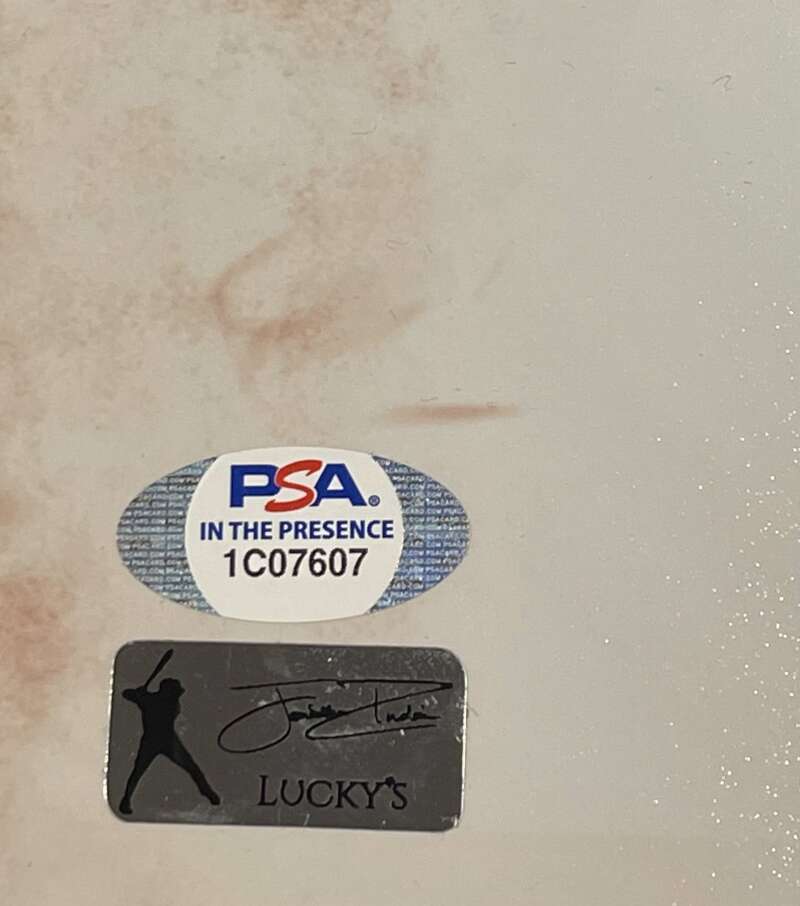 PSA®
IN THE PRESENCE
1C07607
LUCKY'S